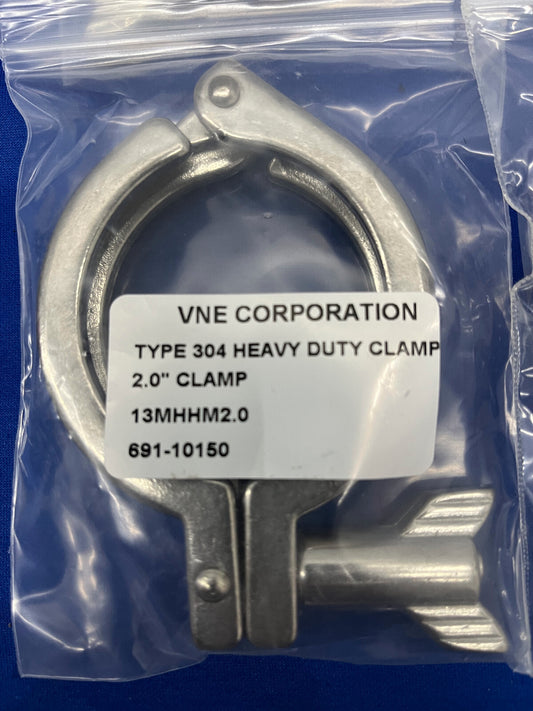 VNE CORPORATION
TYPE 304 HEAVY DUTY CLAMP
2.0" CLAMP
13MHHM2.0
691-10150